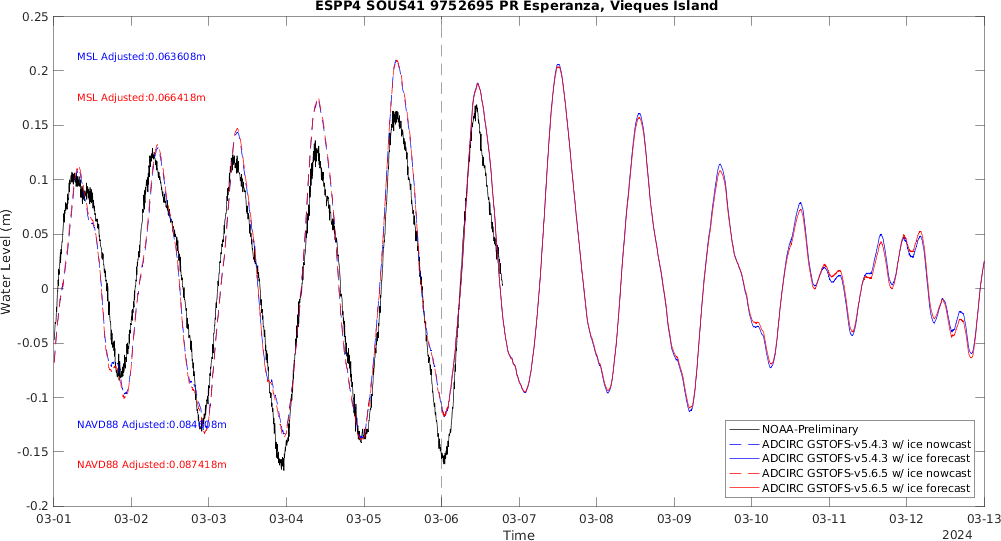 ESPP4 SOUS41 9752695 PR Esperanza, Vieques Island
0.25
0.2
0.15
0.1
0.05
0
-0.05
-0.1
-0.15
-0.2
Water Level (m)
MSL Adjusted:0.063608m
MSL Adjusted:0.066418m
NAVD88 Adjusted:0.084608m
NAVD88 Adjusted:0.087418m
NOAA-Preliminary
ADCIRC GSTOFS-v5.4.3 w/ ice nowcast
ADCIRC GSTOFS-v5.4.3 w/ ice forecast
ADCIRC GSTOFS-v5.6.5 w/ ice nowcast
ADCIRC GSTOFS-v5.6.5 w/ ice forecast
03-01 03-02 03-03 03-04 03-05 03-06 03-07 03-08 03-09 03-10 03-11 03-12 03-13
Time
2024